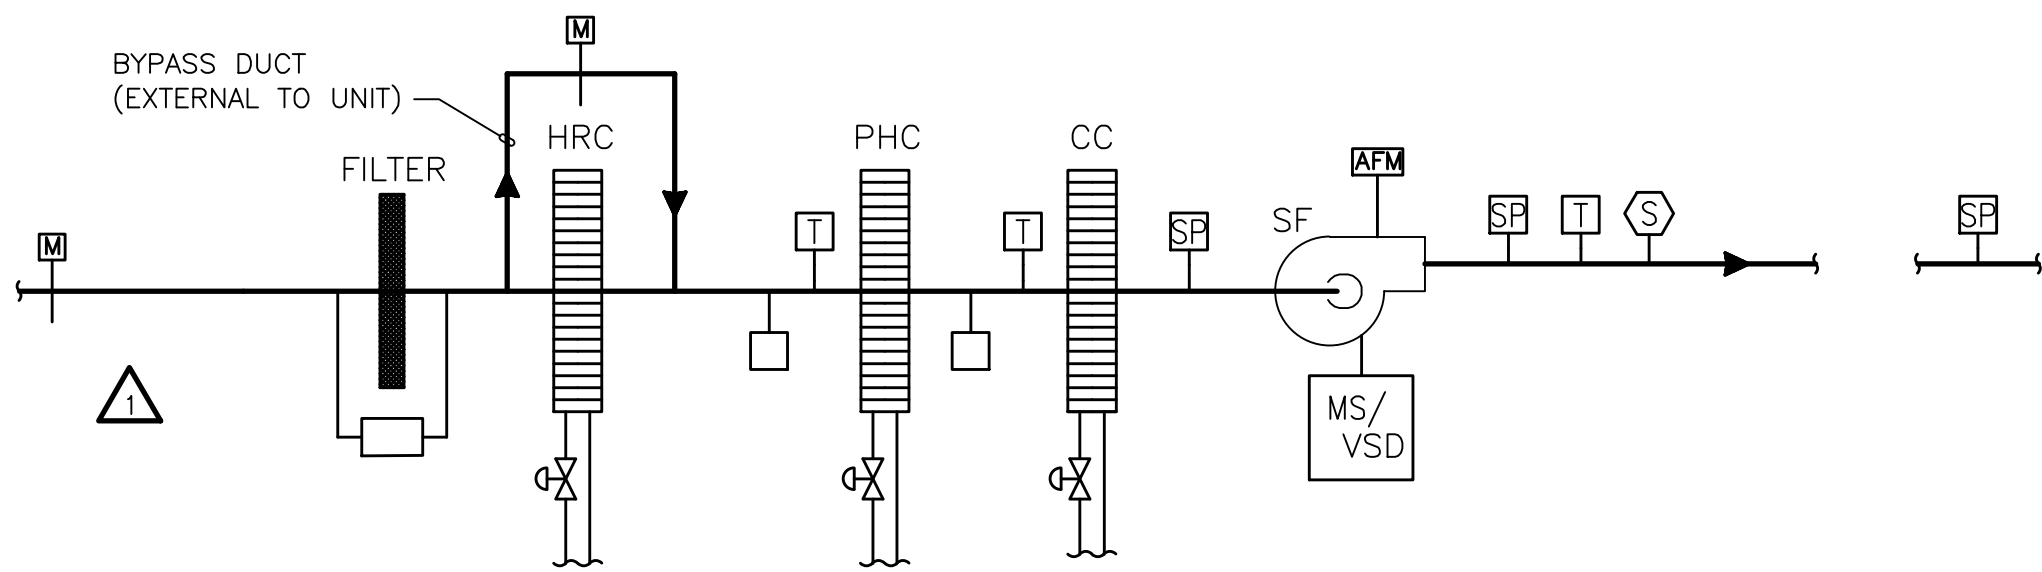 M
BYPASS DUCT
(EXTERNAL TO UNIT)
HRC
PHC
CC
FILTER
AFM
M
T
T
SP
SF
SP
T
S
SP
1
MS/
VSD